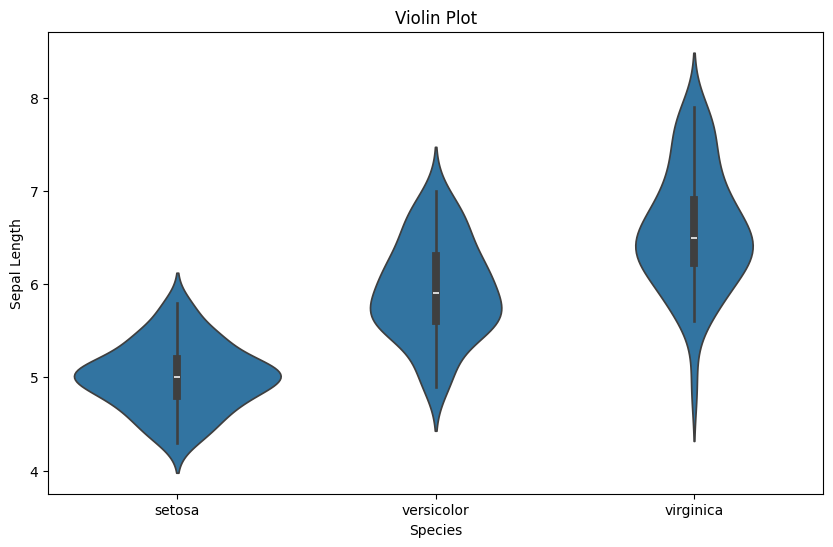 Violin Plot
Sepal Length
8
7
6
5
4
setosa versicolor virginica
Species